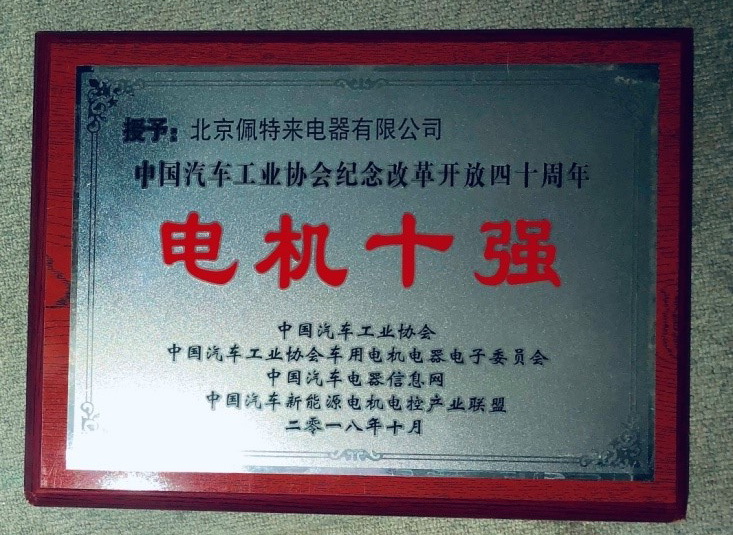 授予：北京佩特来电器有限公司
中国汽车工业协会纪念改革开放四十周年
电机十强
中国汽车工业协会
中国汽车工业协会车用电机电器电子委员会
中国汽车电器信息网
中国汽车新能源电机电控产业联盟
二零一八年十月